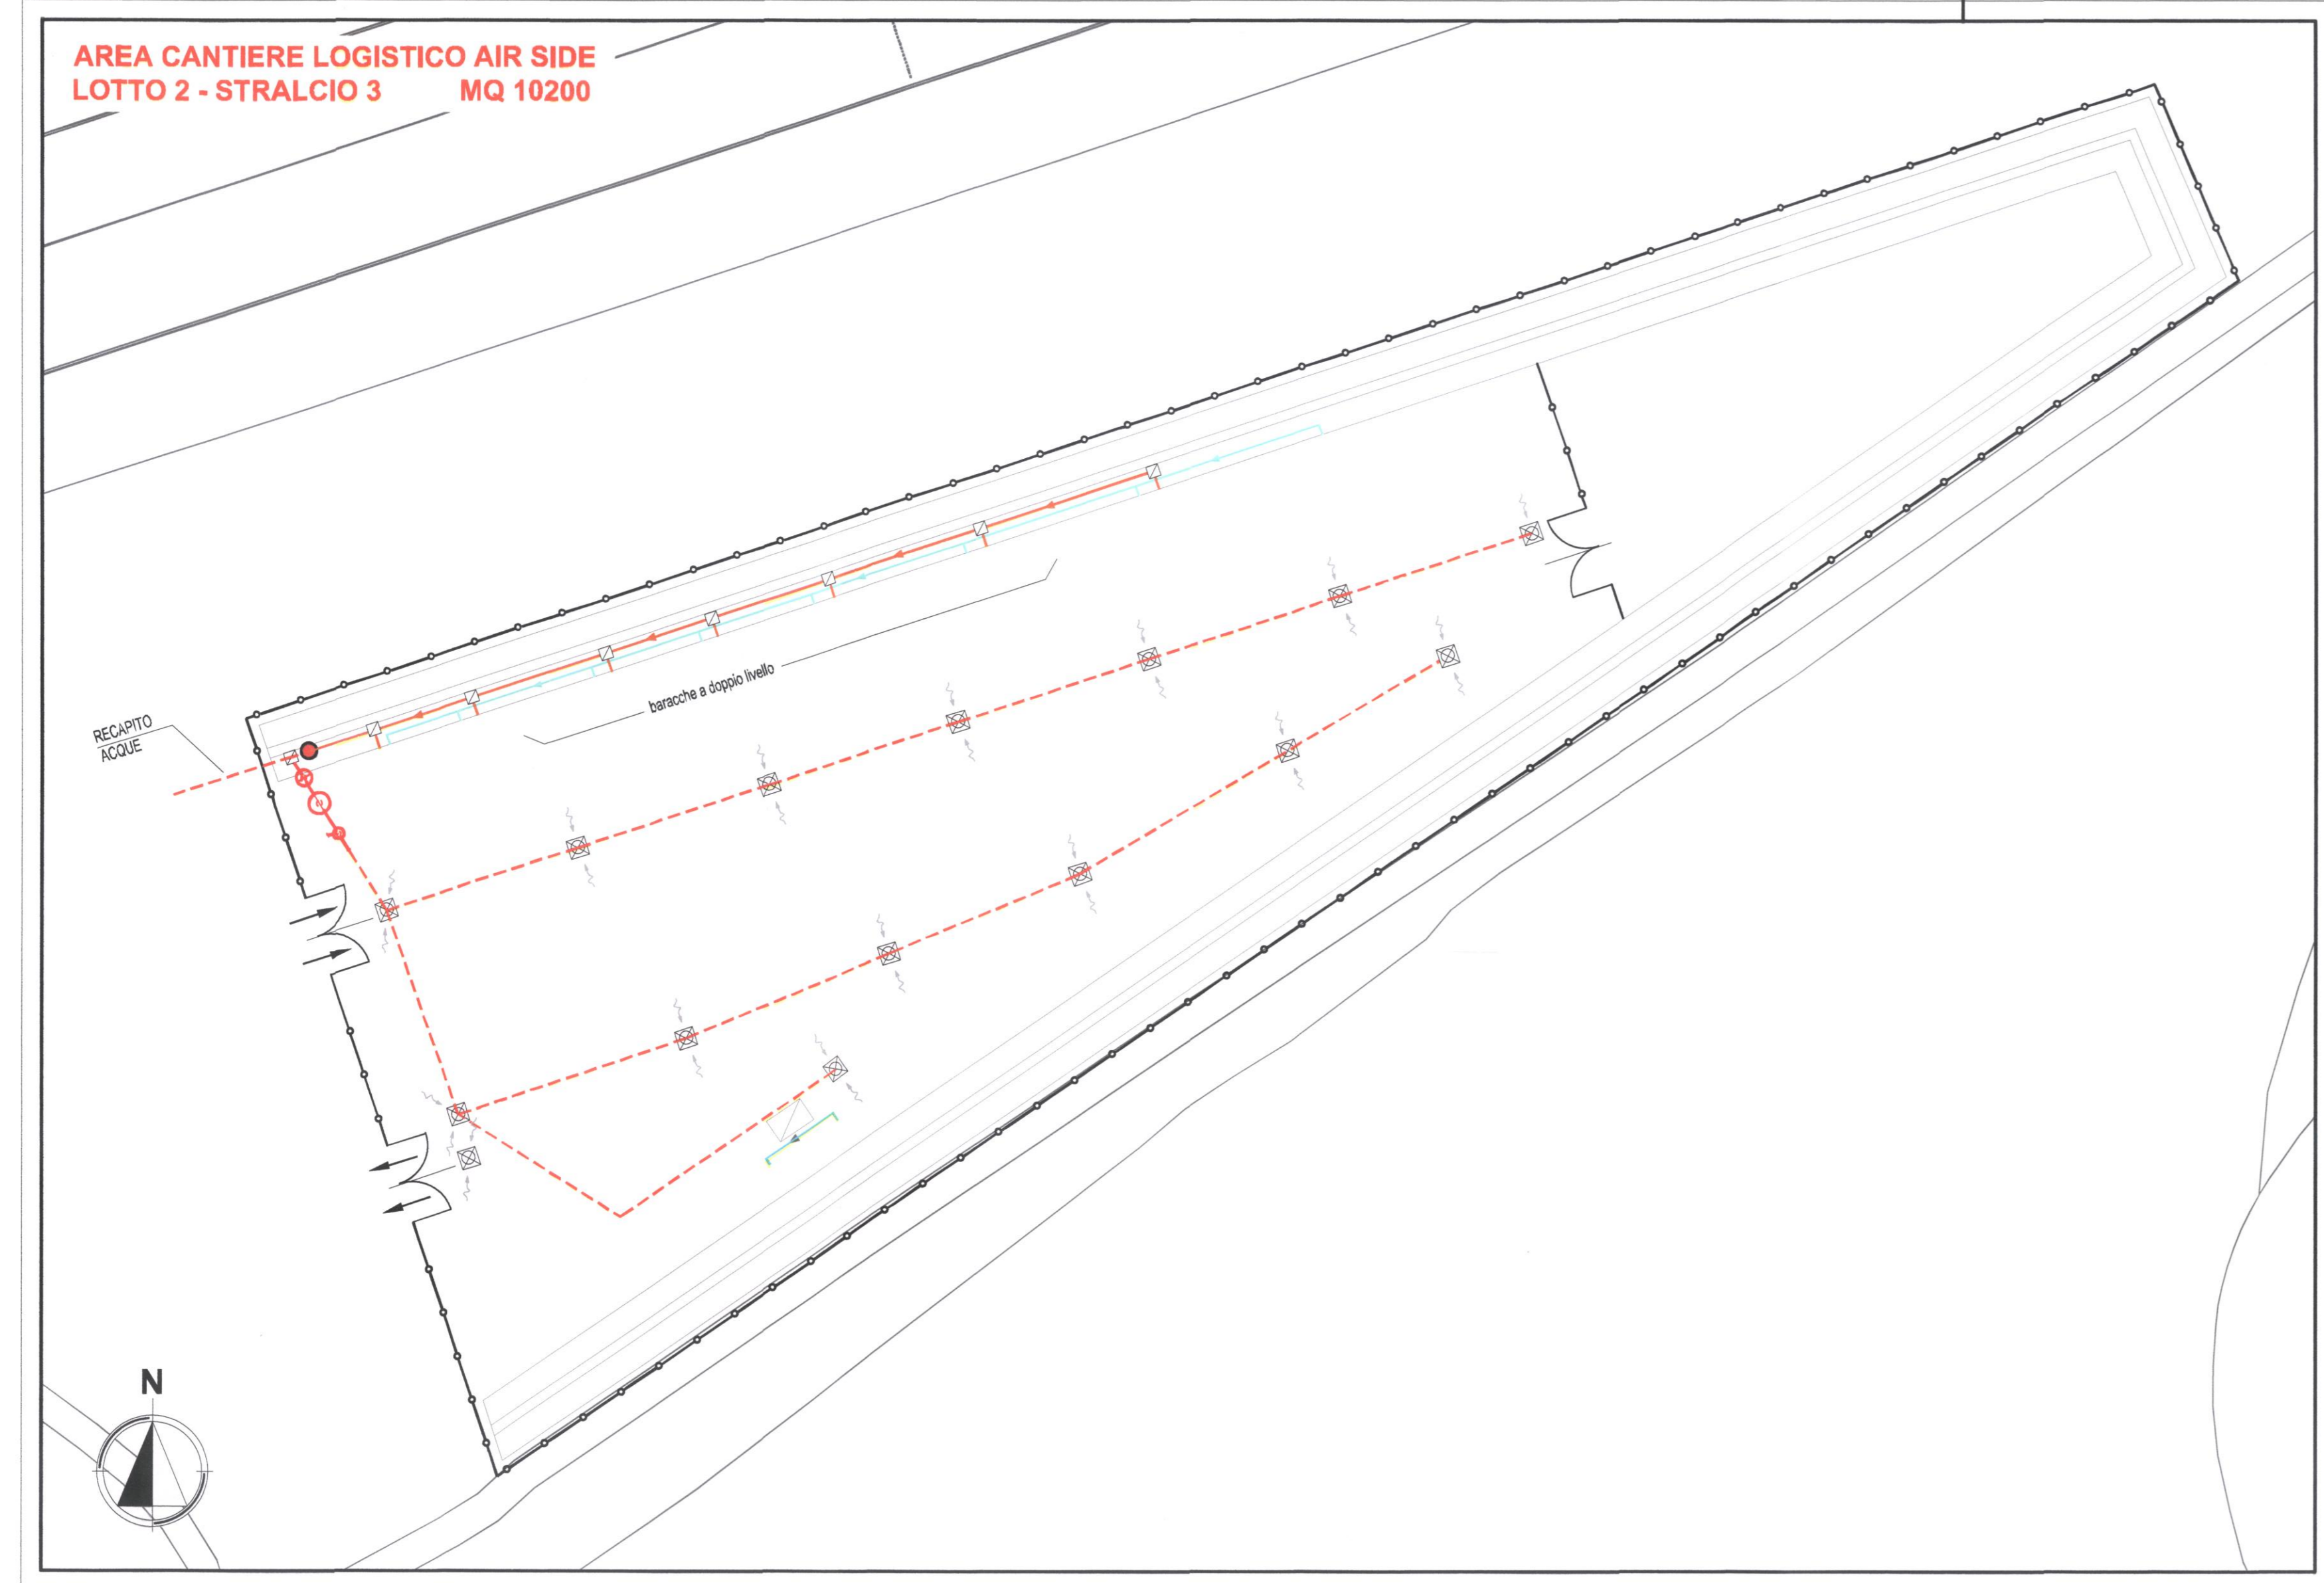 AREA CANTIERE LOGISTICO AIR SIDE
LOTTO 2 - STRALCIO 3 MQ 10200
baracche a doppio livello
RECAPITO
ACQUE
N